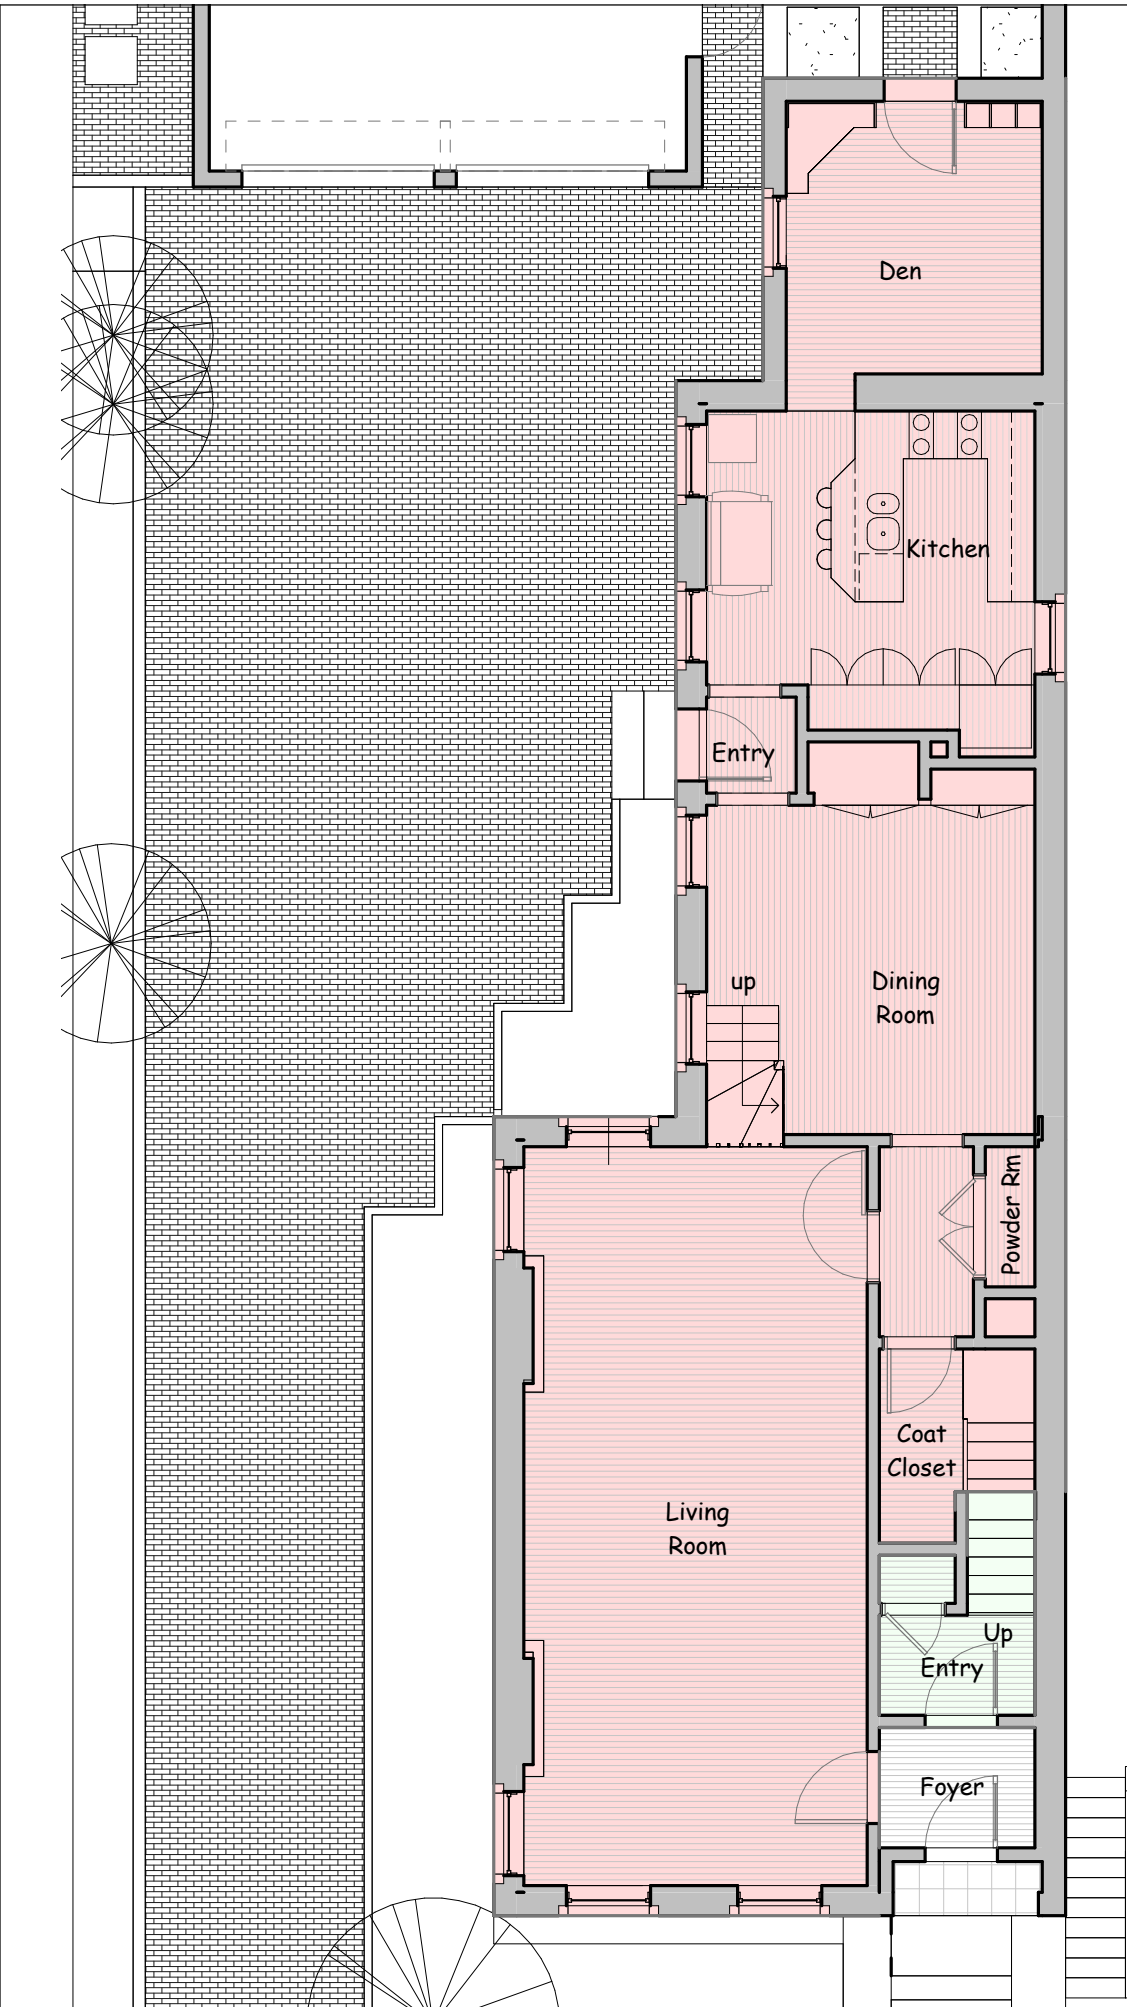 Den
Kitchen
Entry
up
Dining
Room
Powder Rm
Coat
Closet
Living
Room
Up
Entry
Foyer